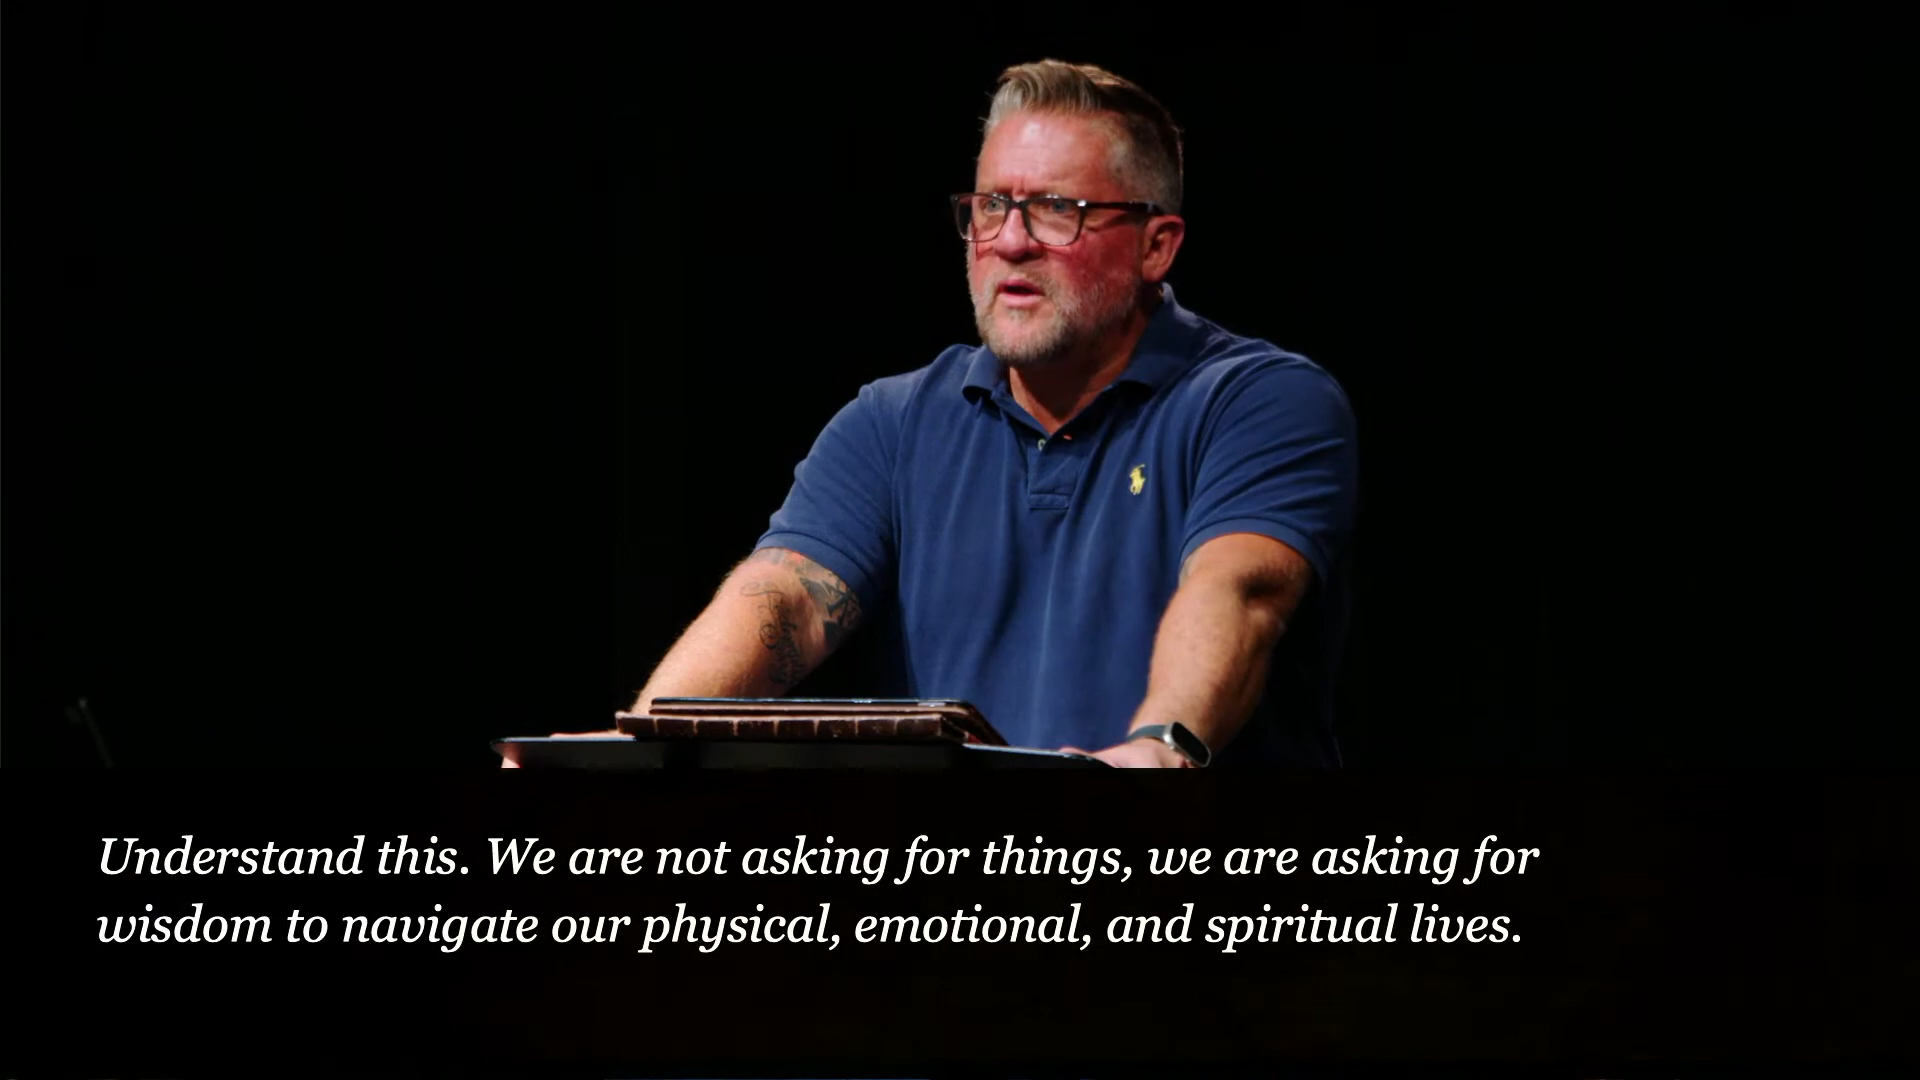 Understand this. We are not asking for things, we are asking for
wisdom to navigate our physical, emotional, and spiritual lives.